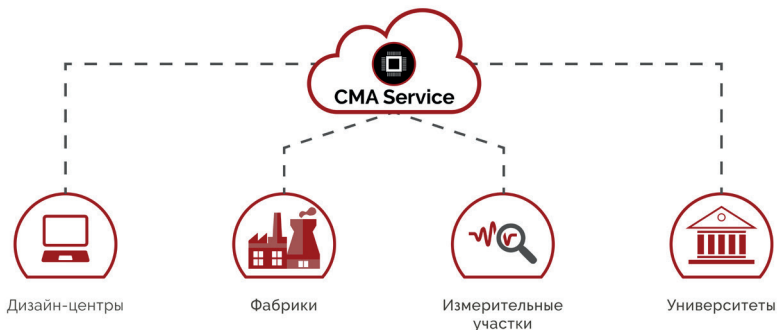 CMA Service
Дизайн-центры
Фабрики
Измерительные
участки
Университеты